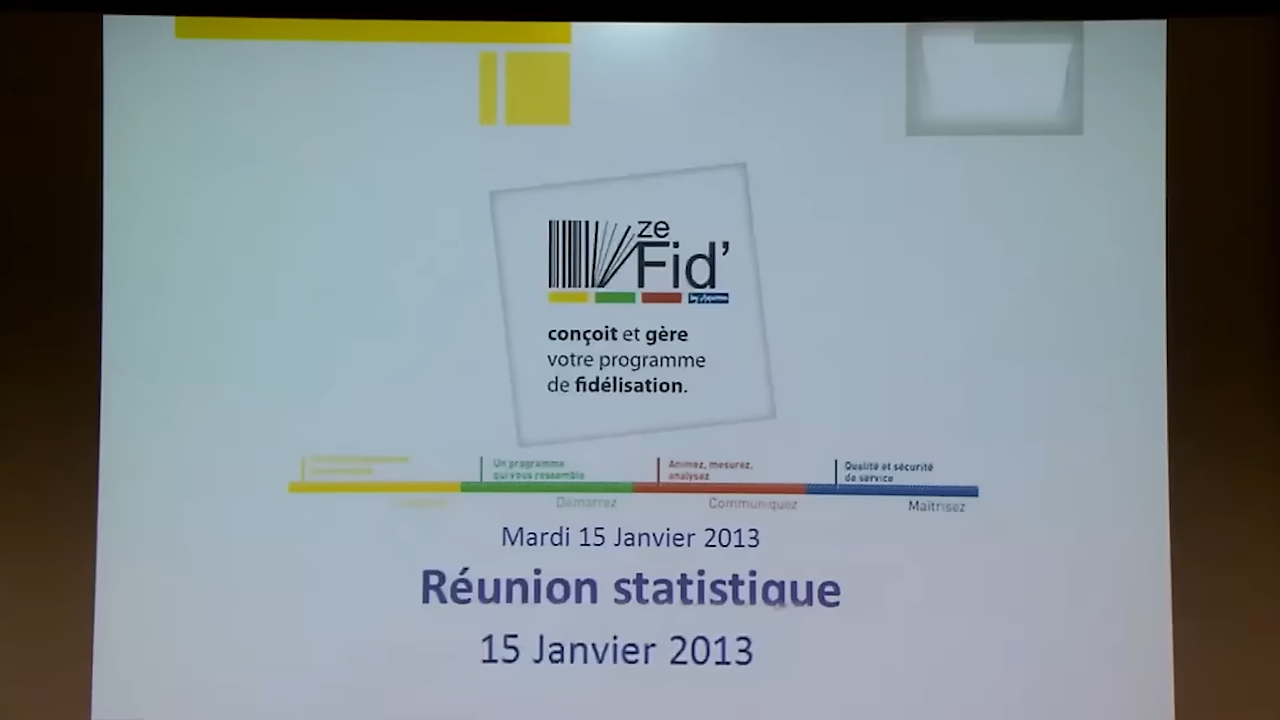 ze
Fid’
conçoit et gère
votre programme
de fidélisation.
Un programme
qui vous ressemble
Démarrez
Animez, mesurez,
analysez
Communiquez
Qualité et sécurité
de service
Maîtrisez
Mardi 15 Janvier 2013
Réunion statistique
15 Janvier 2013